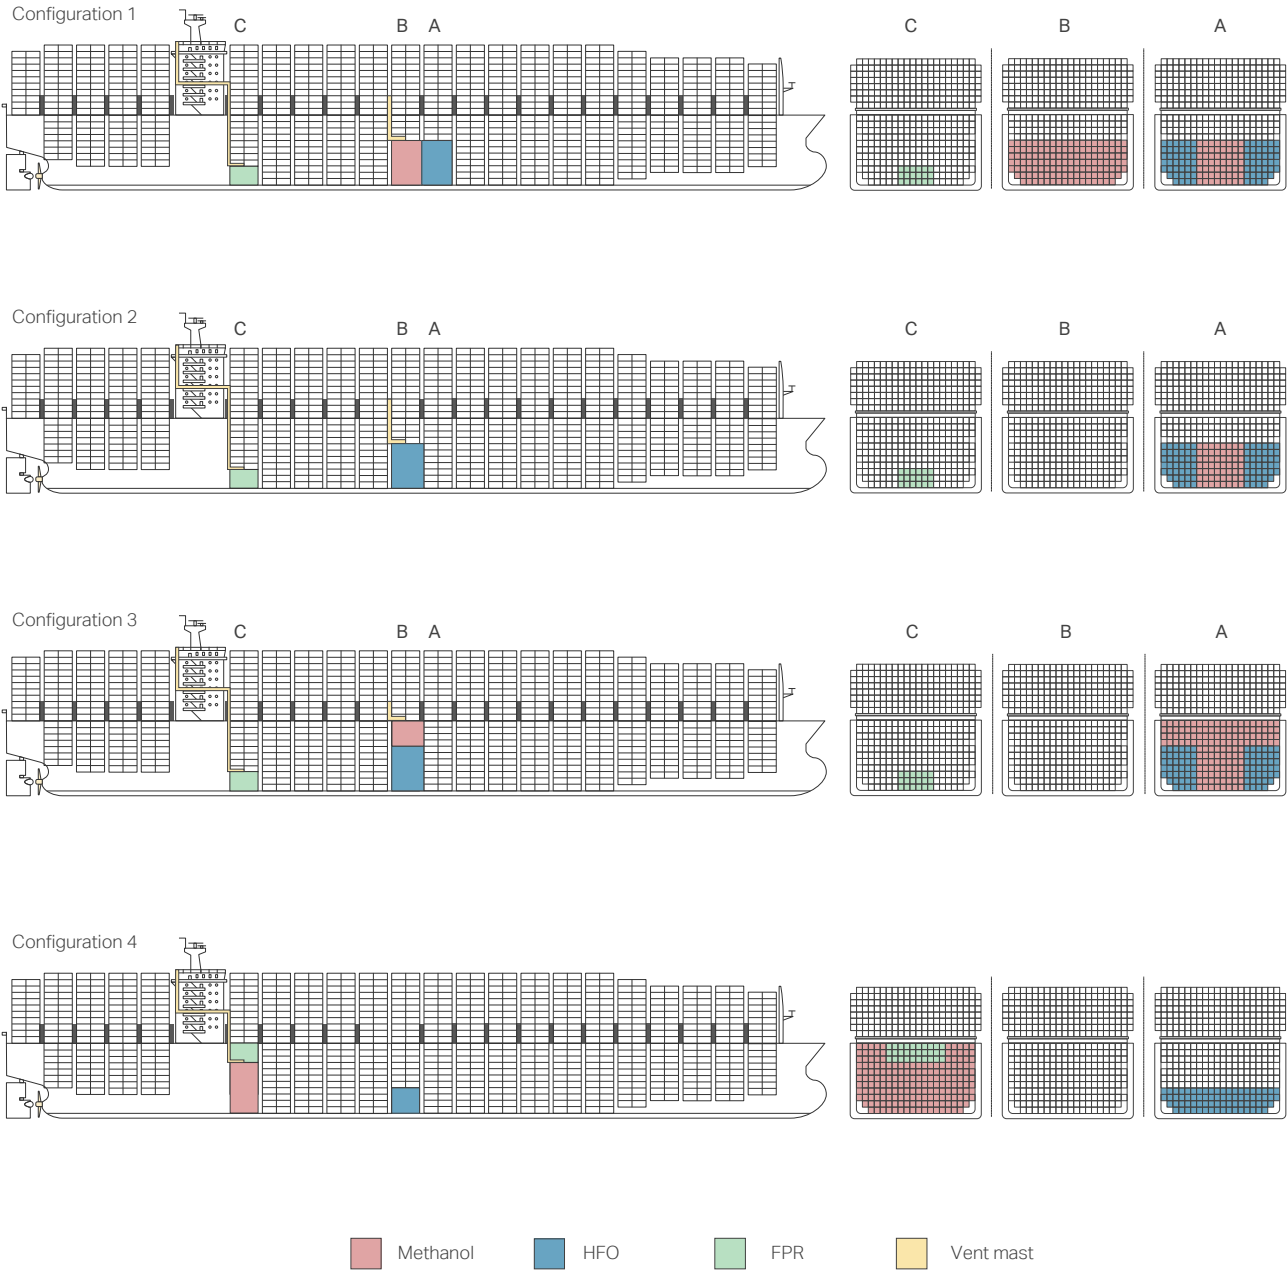 Configuration 1
C B A C B A
Configuration 2
C B A C B A
Configuration 3
C B A C B A
Configuration 4
Methanol HFO FPR Vent mast